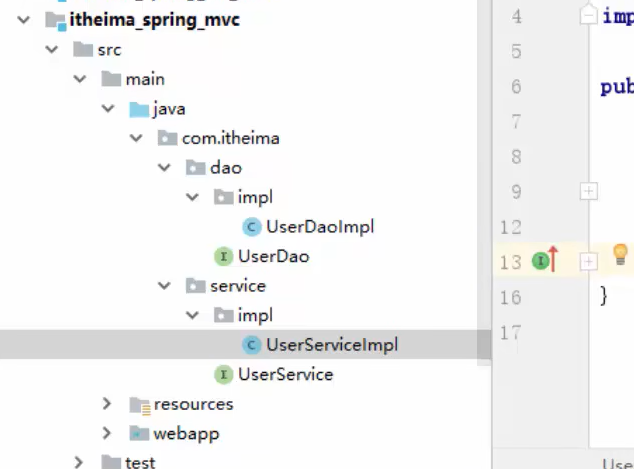 itheima_spring_mvc
src
main
java
com.itheima
dao
impl
C UserDaoImpl
I UserDao
service
impl
C UserServiceImpl
I UserService
resources
webapp
test
4 imp
5
6 pub
7
8
9
12
13 I
16 }
17
Use